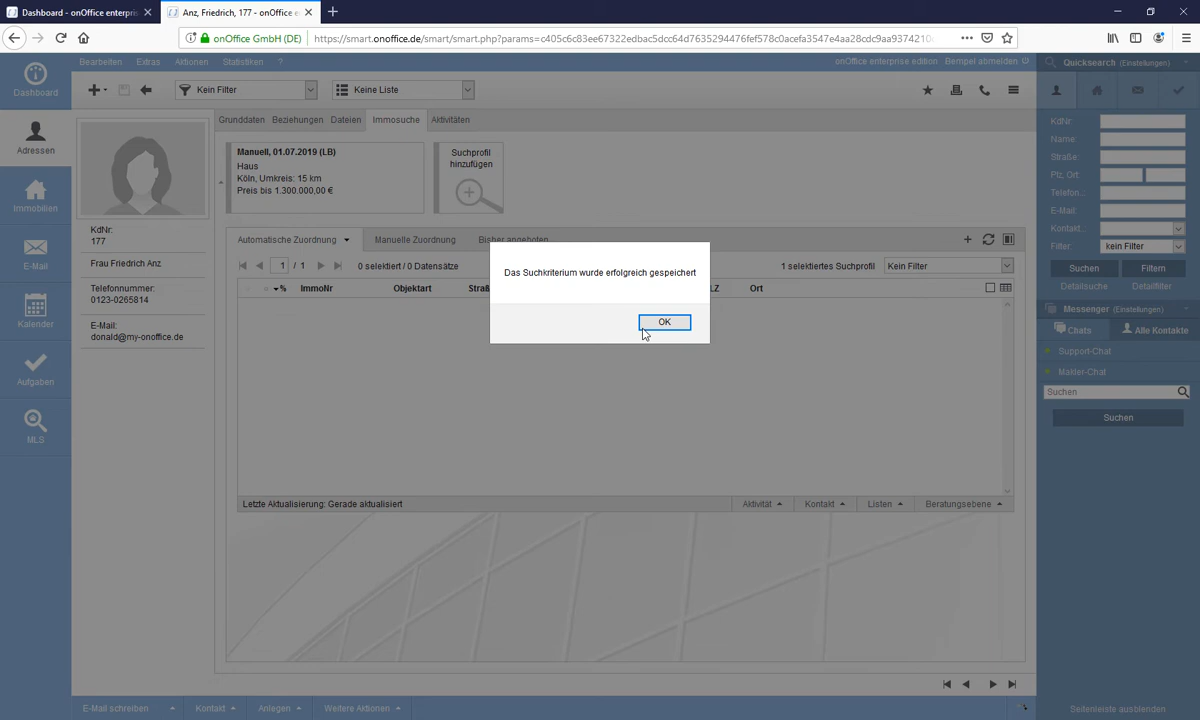 Dashboard - onOffice enterpris
Anz, Friedrich, 177 - onOffice e
onOffice GmbH (DE)
https://smart.onoffice.de/smart/smart.php?params=c405c6c83ee67322edbac5dcc64d7635294476fef578c0acefa3547e4aa28cdc9aa937421
Bearbeiten Extras Aktionen Statistiken ?
onOffice enterprise edition Bempel abmelden
Quicksearch (Einstellungen)
Dashboard
Kein Filter
Keine Liste
Adressen
Immobilien
E-Mail
Kalender
Aufgaben
MLS
KdNr:
177
Frau Friedrich Anz
Telefonnummer:
0123-0265814
E-Mail:
donald@my-onoffice.de
Grunddaten Beziehungen Dateien Immosuche Aktivitäten
Manuell, 01.07.2019 (LB)
Haus
Köln, Umkreis: 15 km
Preis bis 1.300.000,00 €
Suchprofil
hinzufügen
Automatische Zuordnung Manuelle Zuordnung Bisher angeboten
1 / 1 0 selektiert / 0 Datensätze
1 selektiertes Suchprofil Kein Filter
% ImmoNr Objektart Straß LZ Ort
Das Suchkriterium wurde erfolgreich gespeichert
OK
Letzte Aktualisierung: Gerade aktualisiert
Aktivität Kontakt Listen Beratungsebene
E-Mail schreiben Kontakt Anlegen Weitere Aktionen
KdNr:
Name:
Straße:
Plz, Ort:
Telefon.:
E-Mail:
Kontakt.:
Filter: kein Filter
Suchen Filtern
Detailsuche Detailfilter
Messenger (Einstellungen)
Chats Alle Kontakte
Support-Chat
Makler-Chat
Suchen
Suchen
Seitenleiste ausblenden